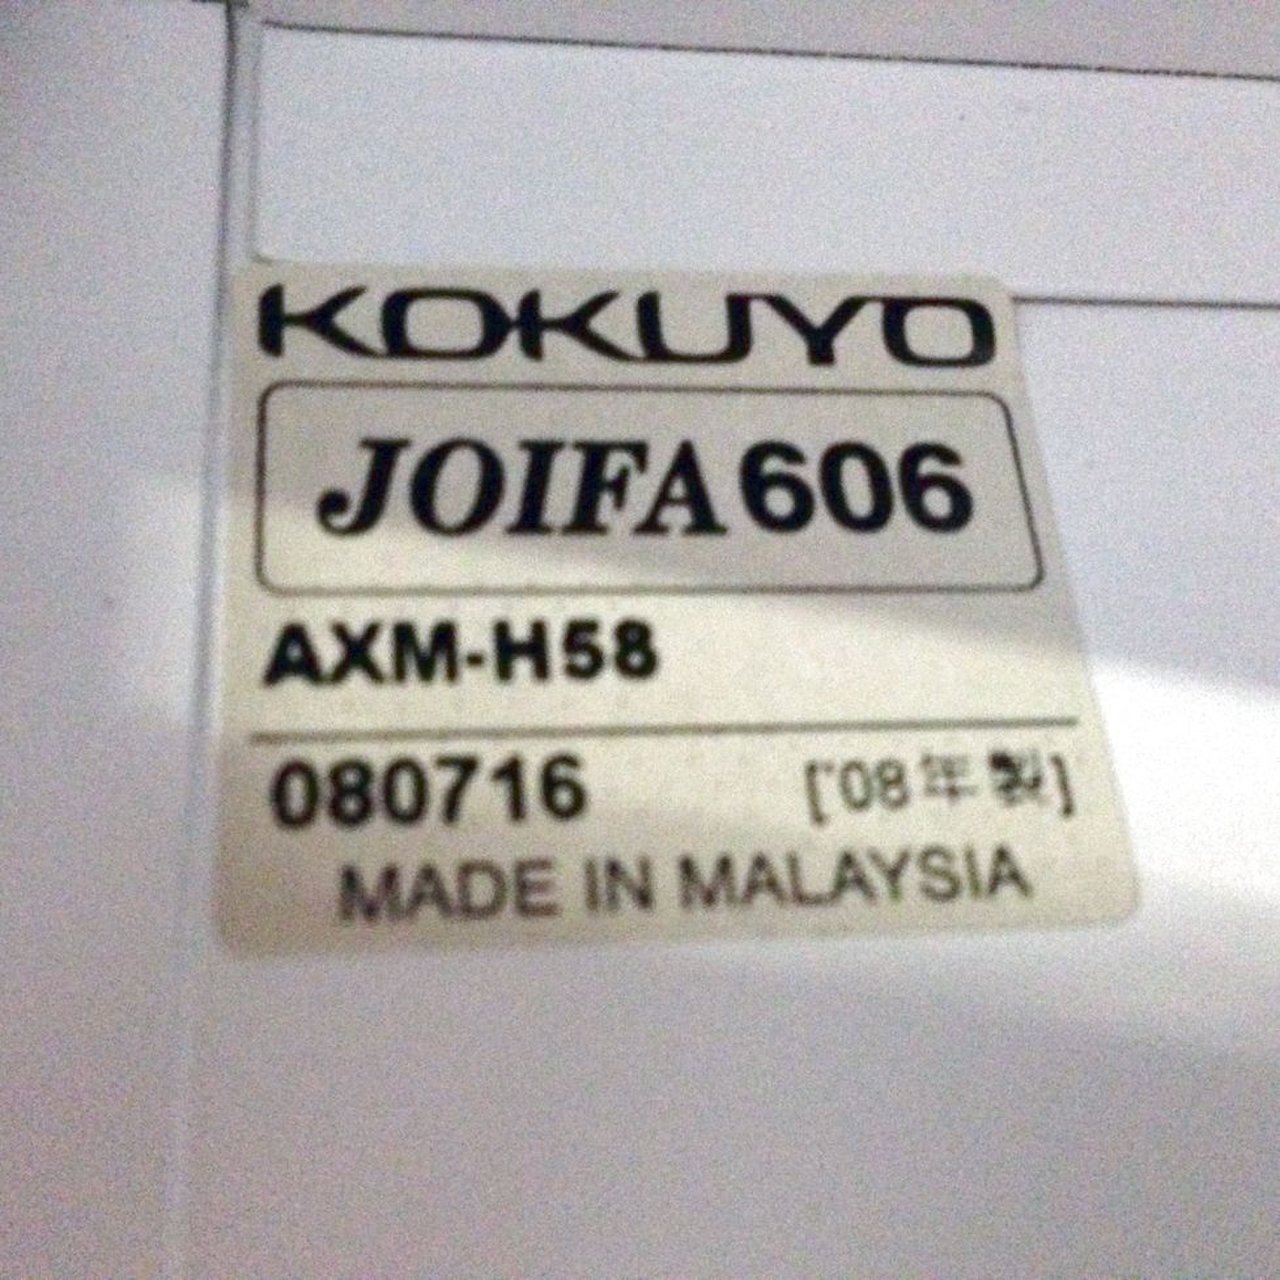 KOKUYO
JOIFA606
AXM-H58
080716 ['08年製]
MADE IN MALAYSIA